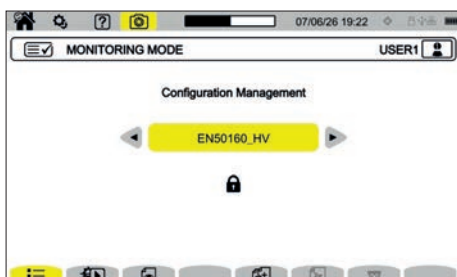 07/06/26 19:22
MONITORING MODE USER1
Configuration Management
EN50160_HV